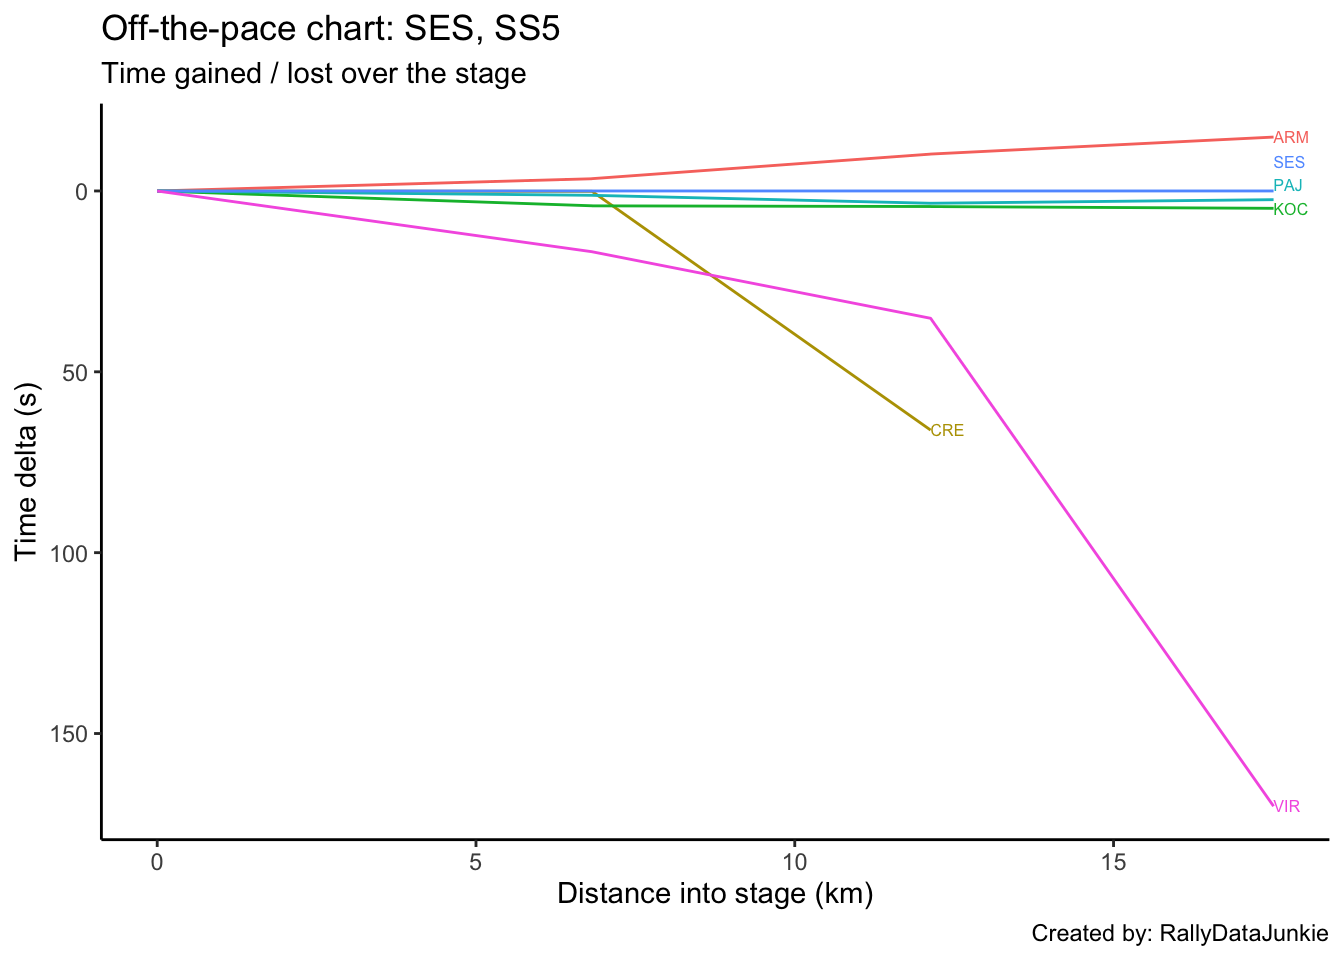 Off-the-pace chart: SES, SS5
Time gained / lost over the stage
Time delta (s)
0
50
100
150
ARM
SES
PAJ
KOC
CRE
VIR
0 5 10 15
Distance into stage (km)
Created by: RallyDataJunkie